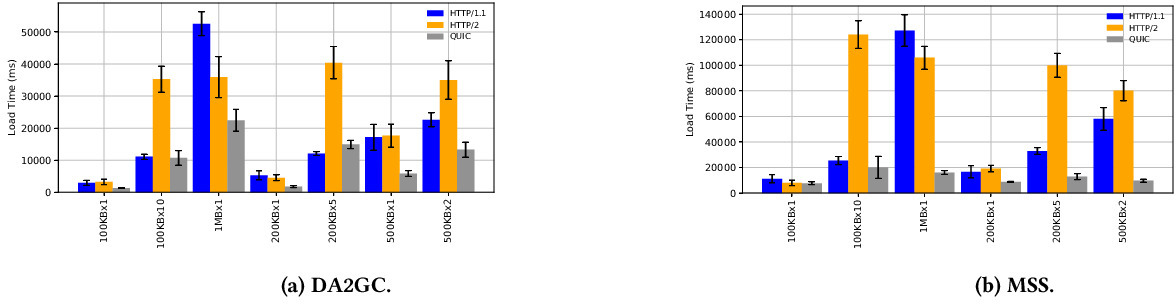 HTTP/1.1
HTTP/2
QUIC
Load Time (ms)
50000
40000
30000
20000
10000
0
100KBx1
100KBx10
1MBx1
200KBx1
200KBx5
500KBx1
500KBx2
(a) DA2GC.
HTTP/1.1
HTTP/2
QUIC
Load Time (ms)
140000
120000
100000
80000
60000
40000
20000
0
100KBx1
100KBx10
1MBx1
200KBx1
200KBx5
500KBx2
(b) MSS.